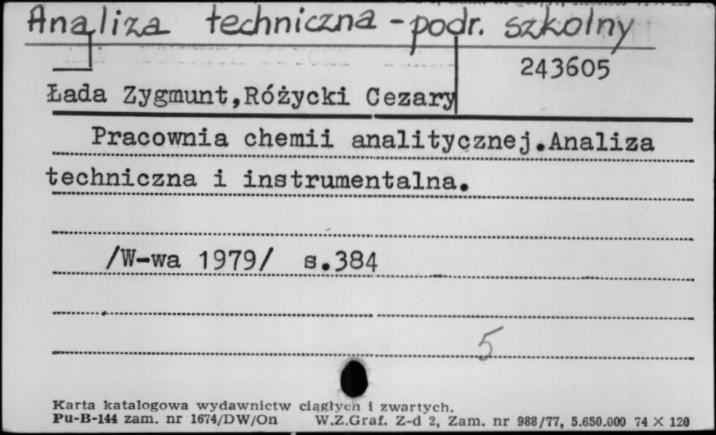 Analiza techniczna - podr. szkolny
243605
Łada Zygmunt,Różycki Cezary
Pracownia chemii analitycznej.Analiza
techniczna i instrumentalna.
/W-wa 1979/ s.384
5
Karta katalogowa wydawnictw ciągłych i zwartych.
Pu-B-144 zam. nr 1674/DW/On W.Z.Graf. Z-d 2, Zam. nr 988/77, 5.650.000 74 X 120